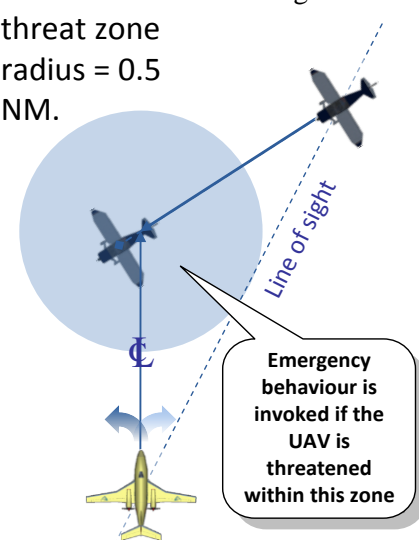 threat zone
radius = 0.5
NM.
Line of sight
℄
Emergency
behaviour is
invoked if the
UAV is
threatened
within this zone